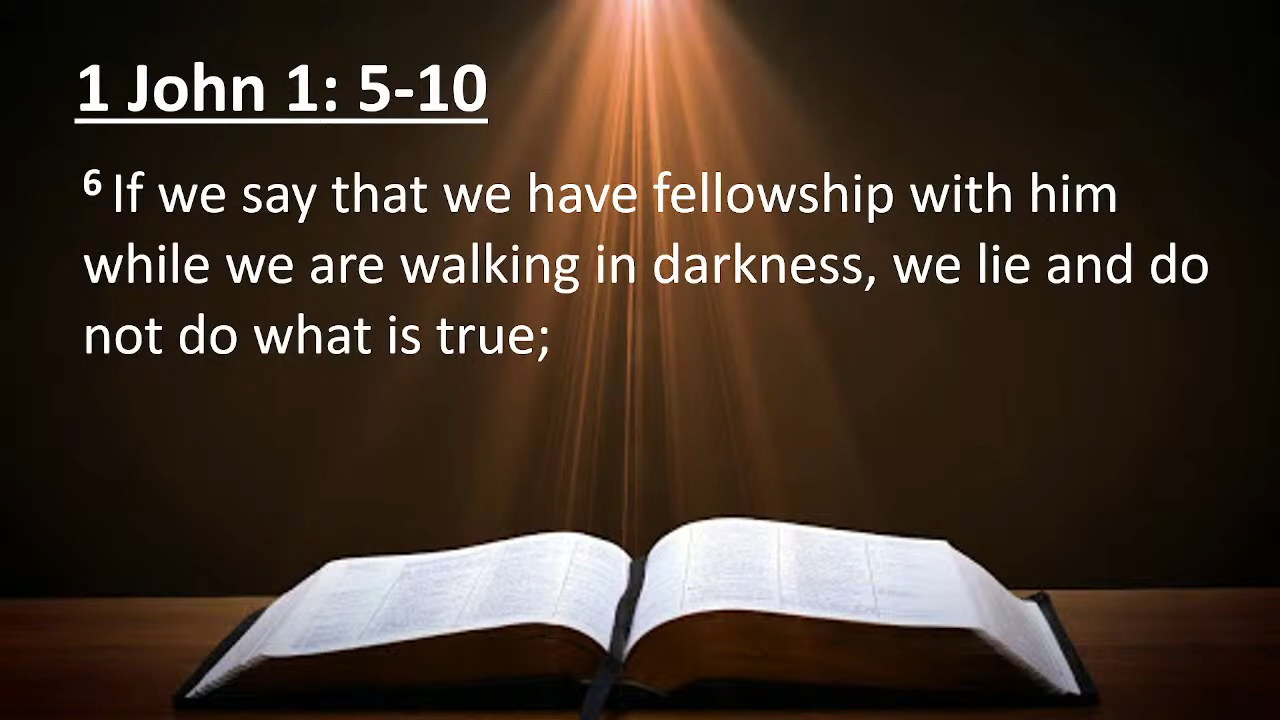 1 John 1: 5-10
6 If we say that we have fellowship with him
while we are walking in darkness, we lie and do
not do what is true;